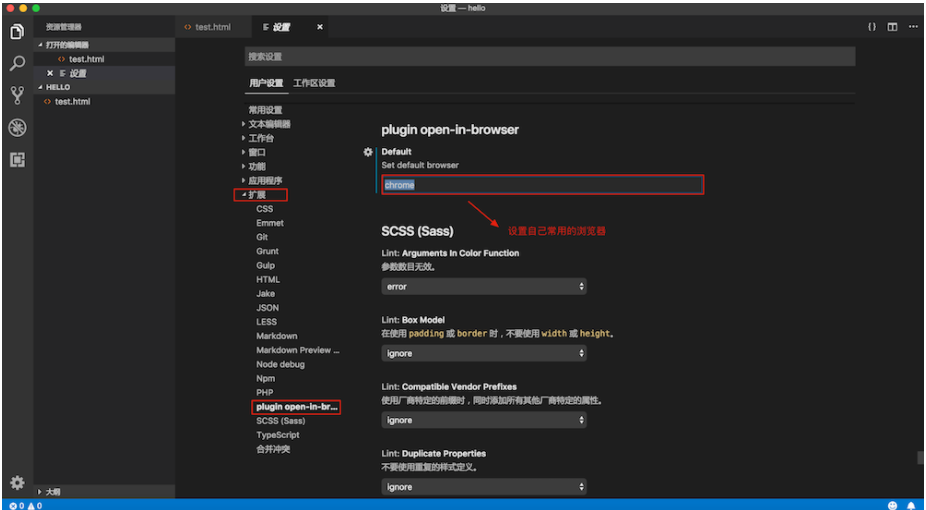 设置 — hello
资源管理器
打开的编辑器
test.html
设置
HELLO
test.html
大纲
test.html
设置
搜索设置
用户设置 工作区设置
常用设置
文本编辑器
工作台
窗口
功能
应用程序
扩展
CSS
Emmet
Git
Grunt
Gulp
HTML
Jake
JSON
LESS
Markdown
Markdown Preview ...
Node debug
Npm
PHP
plugin open-in-br...
SCSS (Sass)
TypeScript
合并冲突
plugin open-in-browser
Default
Set default browser
chrome
设置自己常用的浏览器
SCSS (Sass)
Lint: Arguments In Color Function
参数数目无效。
error
Lint: Box Model
在使用 padding 或 border 时，不要使用 width 或 height。
ignore
Lint: Compatible Vendor Prefixes
使用厂商特定的前缀时，同时添加所有其他厂商特定的属性。
ignore
Lint: Duplicate Properties
不要使用重复的样式定义。
ignore
0 0